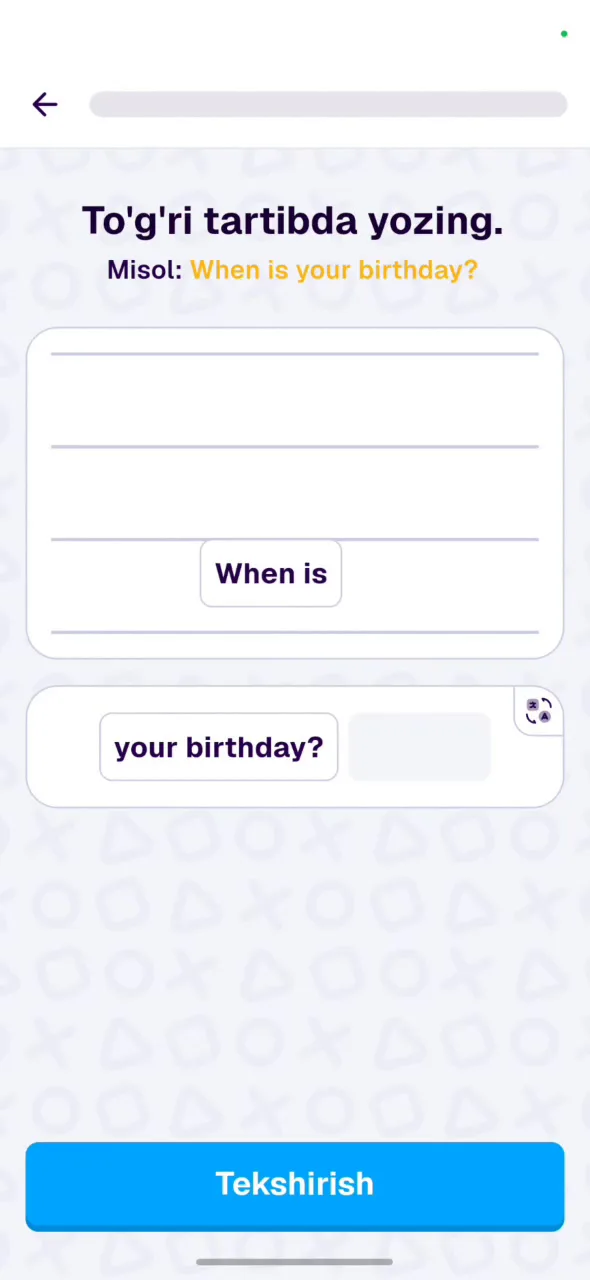 To'g'ri tartibda yozing.
Misol: When is your birthday?
When is
your birthday?
Tekshirish